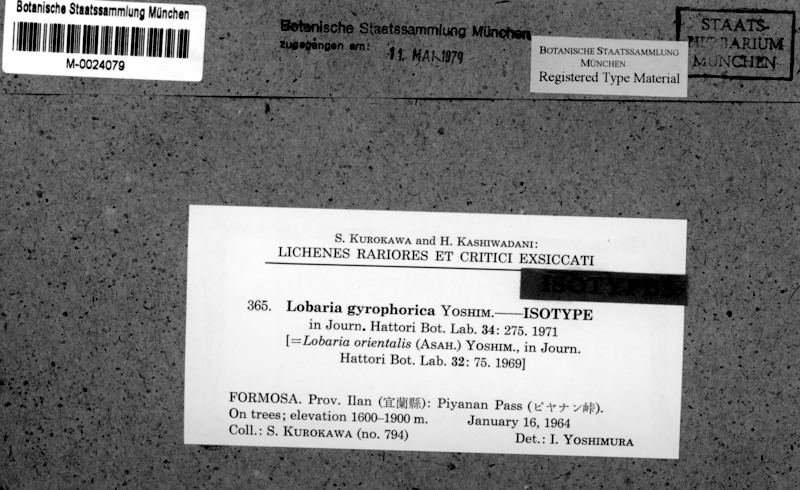 Botanische Staatssammlung München
M-0024079
Botanische Staatssammlung München
zugegangen am: 11. MAI 1979
BOTANISCHE STAATSSAMMLUNG
MÜNCHEN
Registered Type Material
STAATS-
HERBARIUM
MÜNCHEN
S. KUROKAWA and H. KASHIWADANI:
LICHENES RARIORES ET CRITICI EXSICCATI
ISOTYPE
365. Lobaria gyrophorica YOSHIM.——ISOTYPE
in Journ. Hattori Bot. Lab. 34: 275. 1971
[=Lobaria orientalis (ASAH.) YOSHIM., in Journ.
Hattori Bot. Lab. 32: 75. 1969]
FORMOSA. Prov. Ilan (宜蘭縣): Piyanan Pass (ピヤナン峠).
On trees; elevation 1600–1900 m. January 16, 1964
Coll.: S. KUROKAWA (no. 794) Det.: I. YOSHIMURA